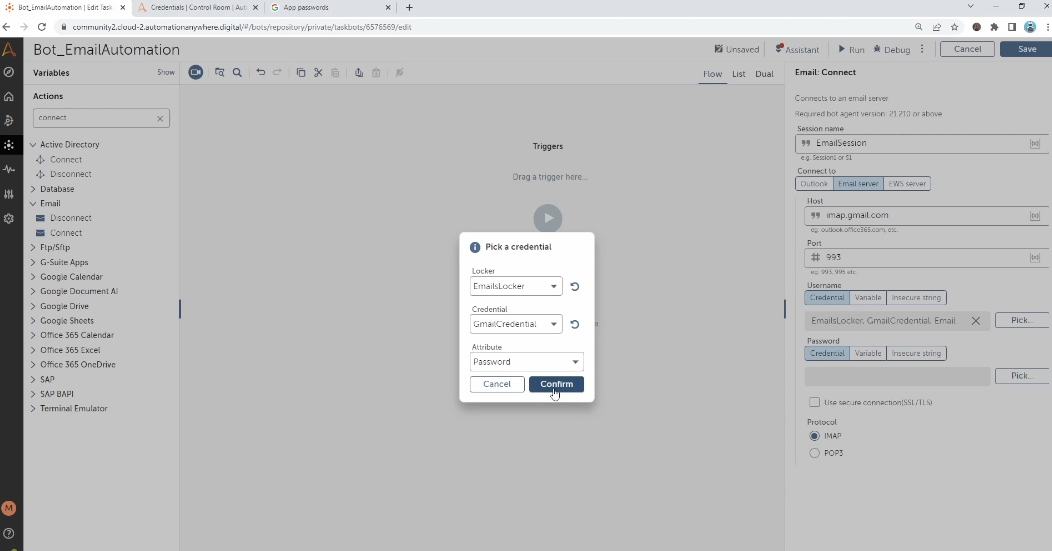 Bot_EmailAutomation | Edit Task
Credentials | Control Room | Aut
App passwords
community2.cloud-2.automationanywhere.digital/#/bots/repository/private/taskbots/6576569/edit
Bot_EmailAutomation
Unsaved
Assistant
Run
Debug
Cancel
Save
Variables
Show
Flow
List
Dual
Email: Connect
Actions
connect
Active Directory
Connect
Disconnect
Database
Email
Disconnect
Connect
Ftp/Sftp
G-Suite Apps
Google Calendar
Google Document AI
Google Drive
Google Sheets
Office 365 Calendar
Office 365 Excel
Office 365 OneDrive
SAP
SAP BAPI
Terminal Emulator
M
Triggers
Drag a trigger here...
Pick a credential
Locker
EmailsLocker
Credential
GmailCredential
Attribute
Password
Cancel
Confirm
Connects to an email server
Required bot agent version: 21.210 or above
Session name
EmailSession
e.g. Session1 or S1
Connect to
Outlook
Email server
EWS server
Host
imap.gmail.com
eg: outlook.office365.com, etc.
Port
# 993
eg: 993, 995 etc.
Username
Credential
Variable
Insecure string
EmailsLocker. GmailCredential. Email
Pick...
Password
Credential
Variable
Insecure string
Pick...
Use secure connection(SSL/TLS)
Protocol
IMAP
POP3